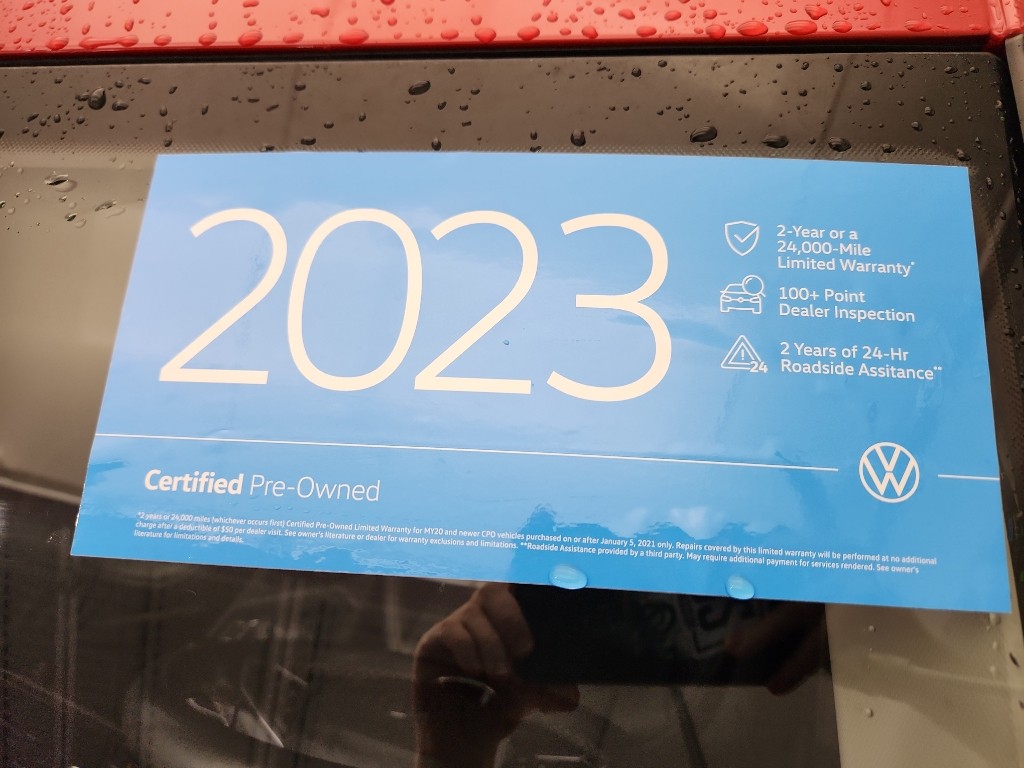 2023
2-Year or a
24,000-Mile
Limited Warranty*
100+ Point
Dealer Inspection
24
2 Years of 24-Hr
Roadside Assitance**
VW
Certified Pre-Owned
*2 years or 24,000 miles (whichever occurs first) Certified Pre-Owned Limited Warranty for MY20 and newer CPO vehicles purchased on or after January 5, 2021 only. Repairs covered by this limited warranty will be performed at no additional
charge after a deductible of $50 per dealer visit. See owner's literature or dealer for warranty exclusions and limitations. **Roadside Assistance provided by a third party. May require additional payment for services rendered. See owner's
literature for limitations and details.